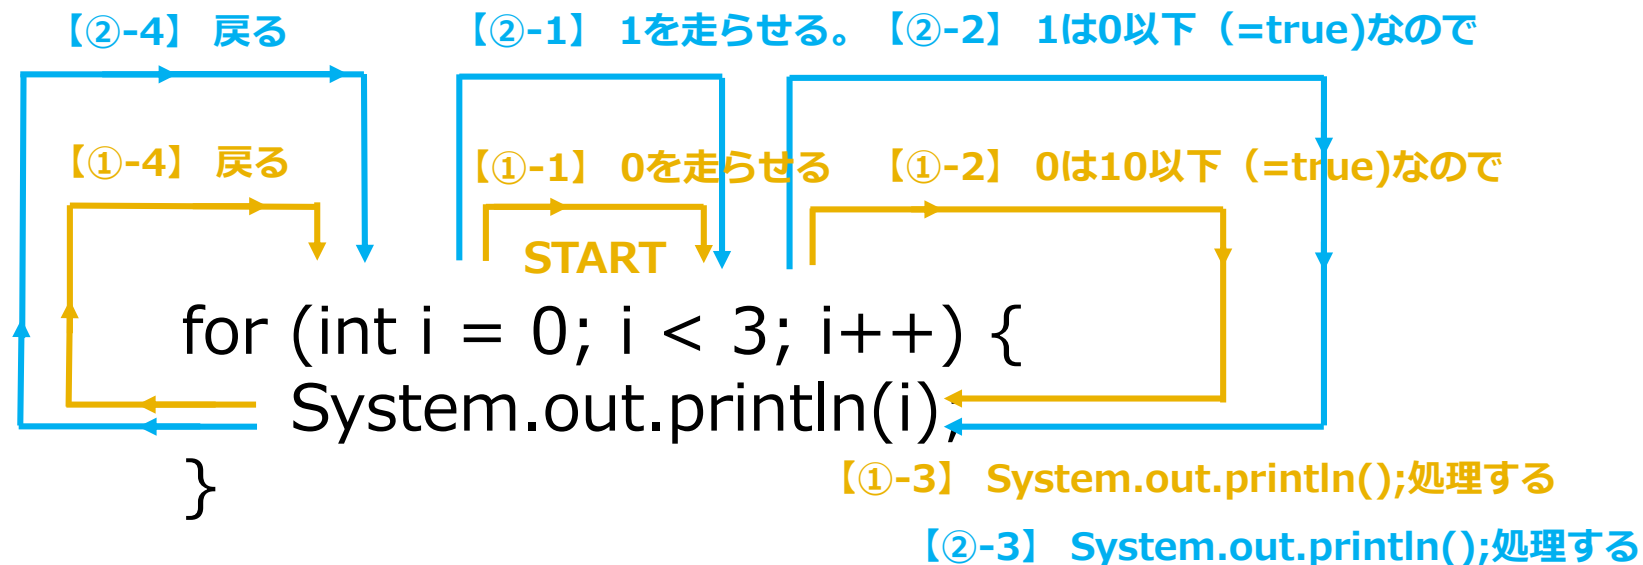 【②-4】 戻る
【②-1】 1を走らせる。
【②-2】 1は0以下（=true)なので
【①-4】 戻る
【①-1】 0を走らせる
【①-2】 0は10以下（=true)なので
START
for (int i = 0; i < 3; i++) {
System.out.println(i);
}
【①-3】 System.out.println();処理する
【②-3】 System.out.println();処理する